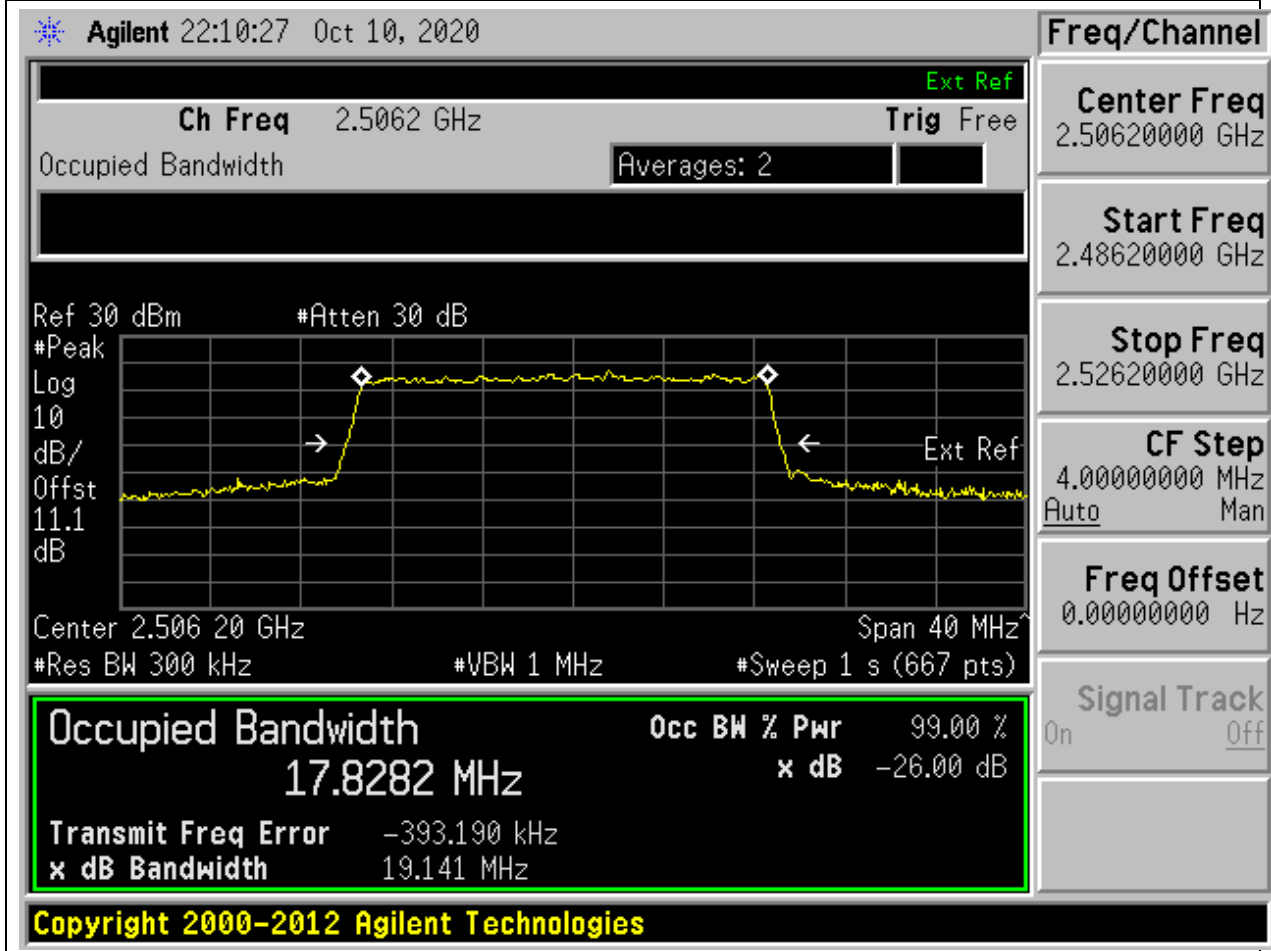 Agilent 22:10:27 Oct 10, 2020
Freq/Channel
Ext Ref
Ch Freq 2.5062 GHz Trig Free
Occupied Bandwidth Averages: 2
Ref 30 dBm #Atten 30 dB
#Peak
Log
10
dB/
Offst
11.1
dB
Ext Ref
Center 2.506 20 GHz Span 40 MHz^
#Res BW 300 kHz #VBW 1 MHz #Sweep 1 s (667 pts)
Occupied Bandwidth Occ BW % Pwr 99.00 %
17.8282 MHz x dB -26.00 dB
Transmit Freq Error -393.190 kHz
x dB Bandwidth 19.141 MHz
Center Freq
2.50620000 GHz
Start Freq
2.48620000 GHz
Stop Freq
2.52620000 GHz
CF Step
4.00000000 MHz
Auto Man
Freq Offset
0.00000000 Hz
Signal Track
On Off
Copyright 2000-2012 Agilent Technologies